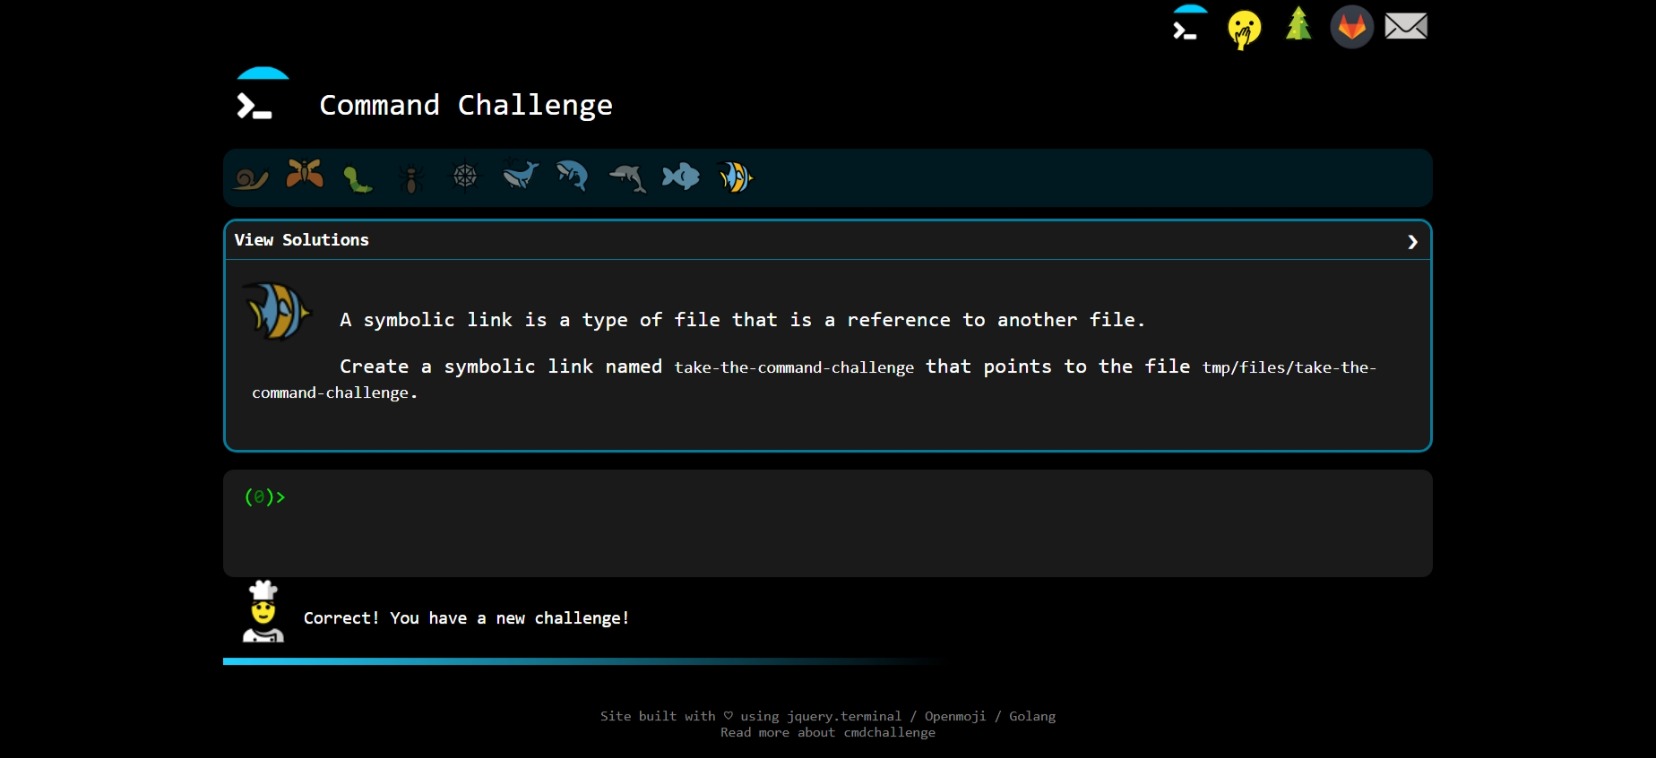 Command Challenge
View Solutions
A symbolic link is a type of file that is a reference to another file.
Create a symbolic link named take-the-command-challenge that points to the file tmp/files/take-the-
command-challenge.
(0)>
Correct! You have a new challenge!
Site built with ♡ using jquery.terminal / Openmoji / Golang
Read more about cmdchallenge